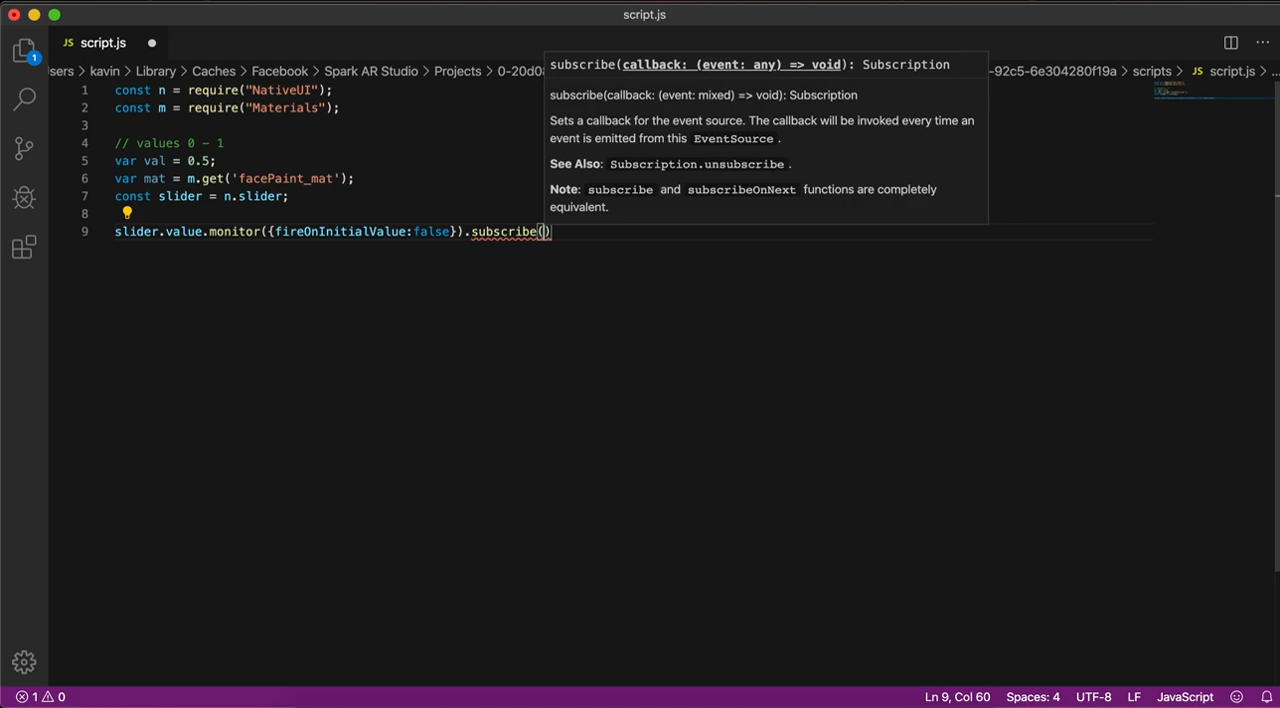 script.js
JS script.js
1
sers > kavin > Library > Caches > Facebook > Spark AR Studio > Projects > 0-20d08
-92c5-6e304280f19a > scripts > JS script.js > ...
subscribe(callback: (event: any) => void): Subscription
subscribe(callback: (event: mixed) => void): Subscription
Sets a callback for the event source. The callback will be invoked every time an
event is emitted from this EventSource .
See Also: Subscription.unsubscribe .
Note: subscribe and subscribeOnNext functions are completely
equivalent.
1 const n = require("NativeUI");
2 const m = require("Materials");
3
4 // values 0 - 1
5 var val = 0.5;
6 var mat = m.get('facePaint_mat');
7 const slider = n.slider;
8
9 slider.value.monitor({fireOnInitialValue:false}).subscribe()
1 0
Ln 9, Col 60 Spaces: 4 UTF-8 LF JavaScript